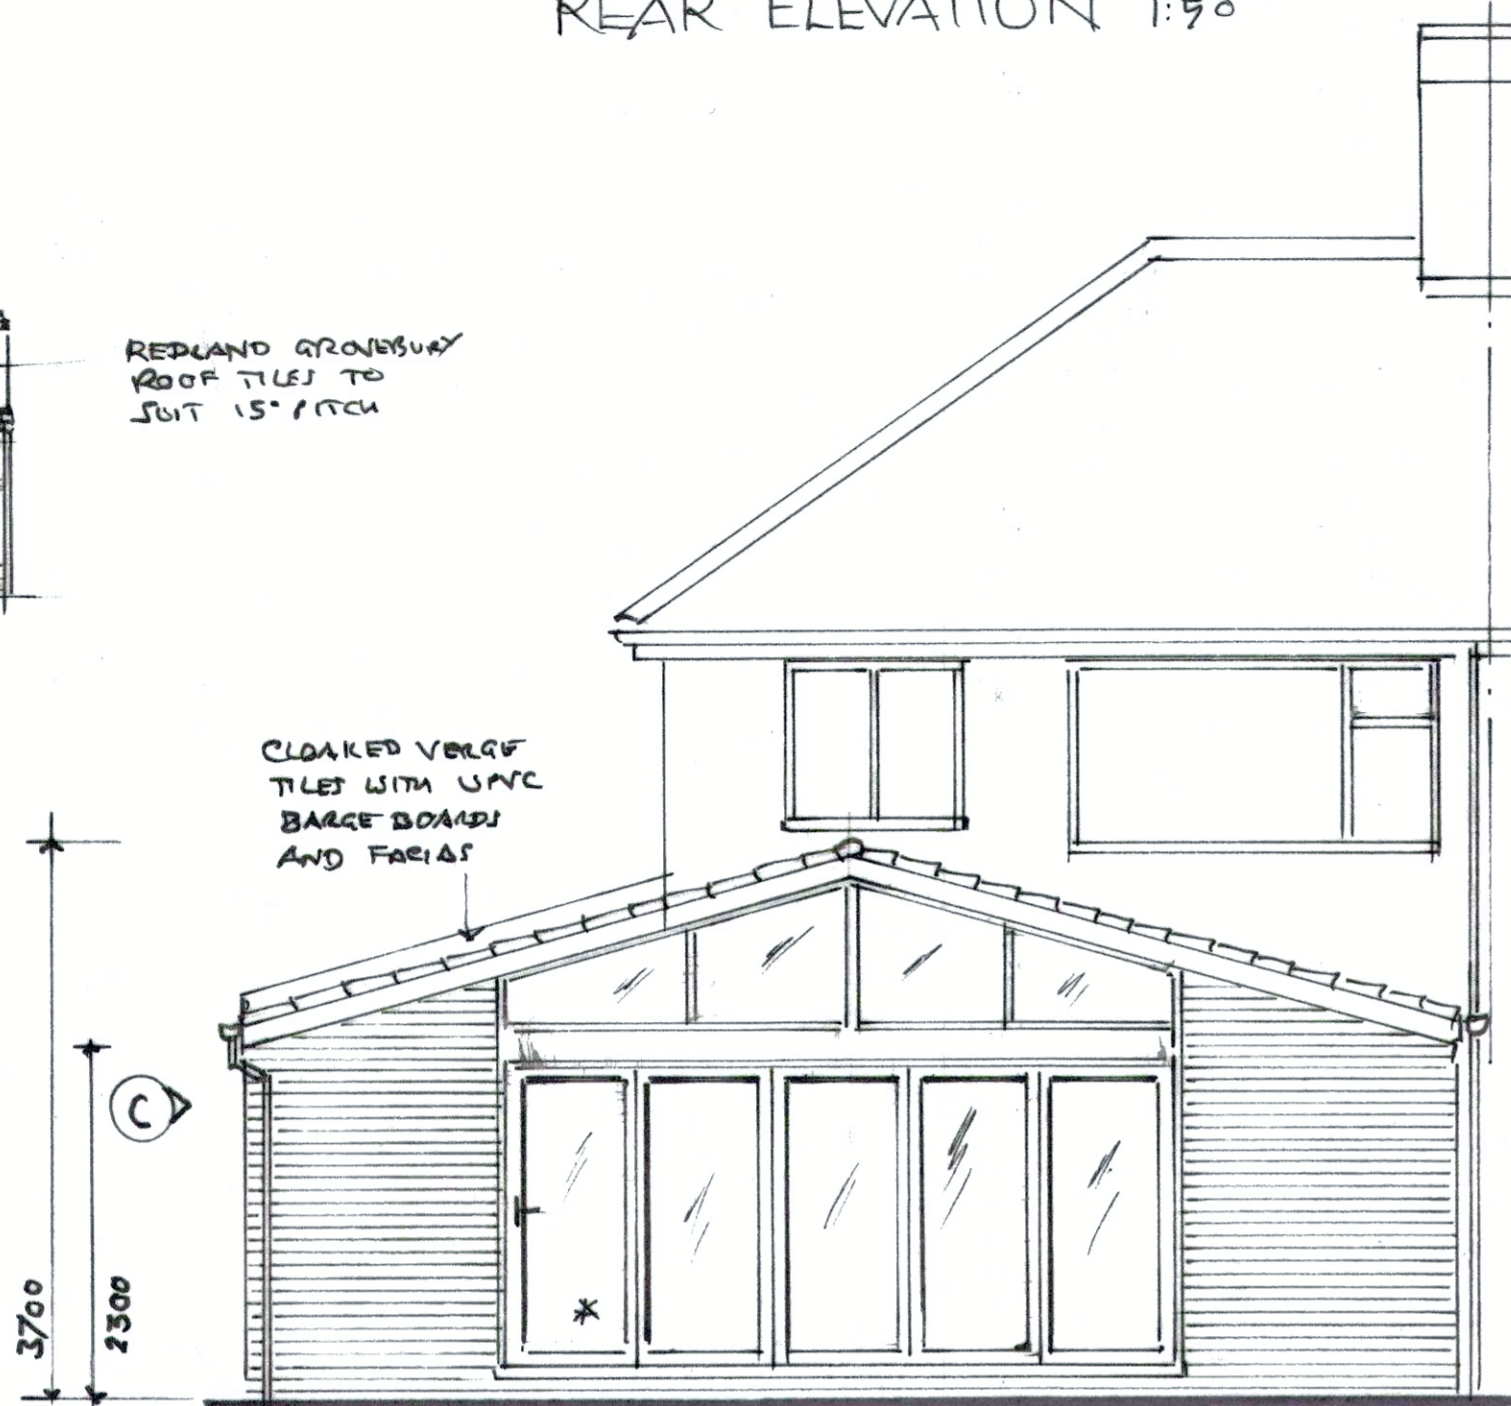 REAR ELEVATION 1:50
REDLAND GROVEBURY
ROOF TILES TO
SUIT 15° PITCH
CLOAKED VERGE
TILES WITH UPVC
BARGE BOARDS
AND FACIAS
C
3700
2300
*